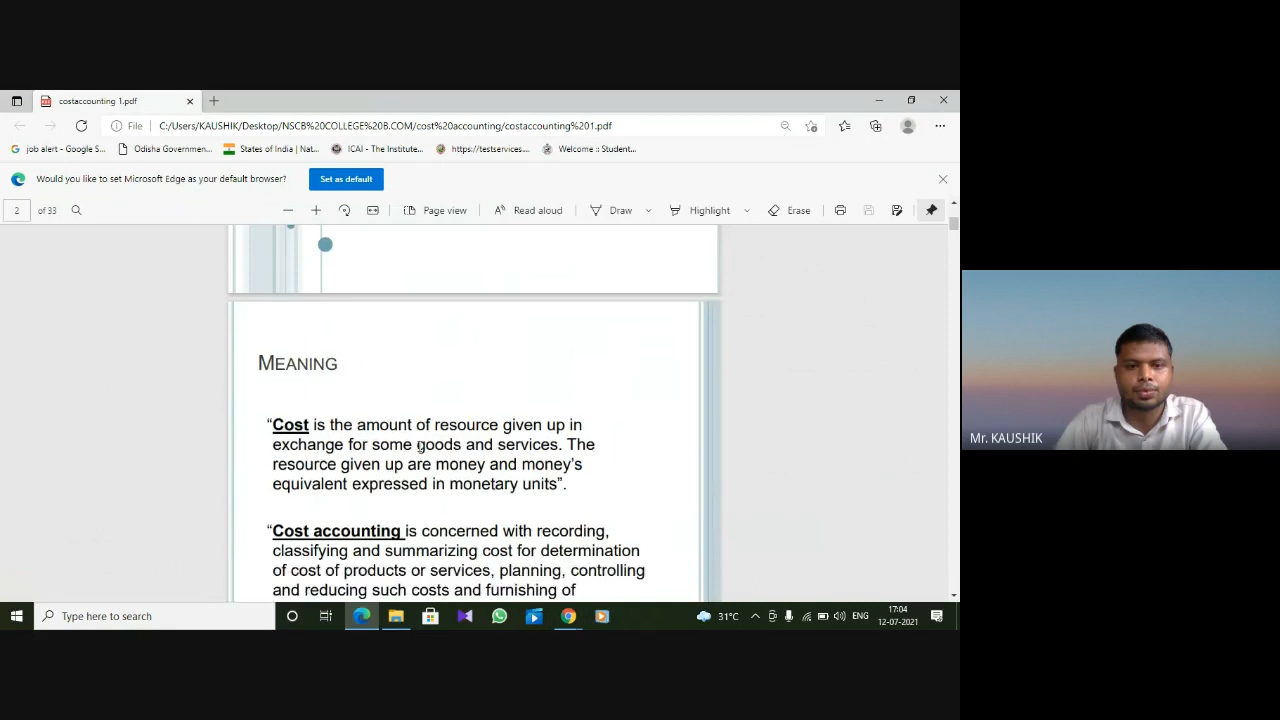 costaccounting 1.pdf
File | C:/Users/KAUSHIK/Desktop/NSCB%20COLLEGE%20B.COM/cost%20accounting/costaccounting%201.pdf
job alert - Google S... Odisha Governmen... States of India | Nat... ICAI - The Institute... https://testservices.... Welcome :: Student...
Would you like to set Microsoft Edge as your default browser? Set as default
2 of 33 Page view Read aloud Draw Highlight Erase
MEANING
“Cost is the amount of resource given up in
exchange for some goods and services. The
resource given up are money and money’s
equivalent expressed in monetary units”.
“Cost accounting is concerned with recording,
classifying and summarizing cost for determination
of cost of products or services, planning, controlling
and reducing such costs and furnishing of
Mr. KAUSHIK
Type here to search
31°C ENG 17:04
12-07-2021